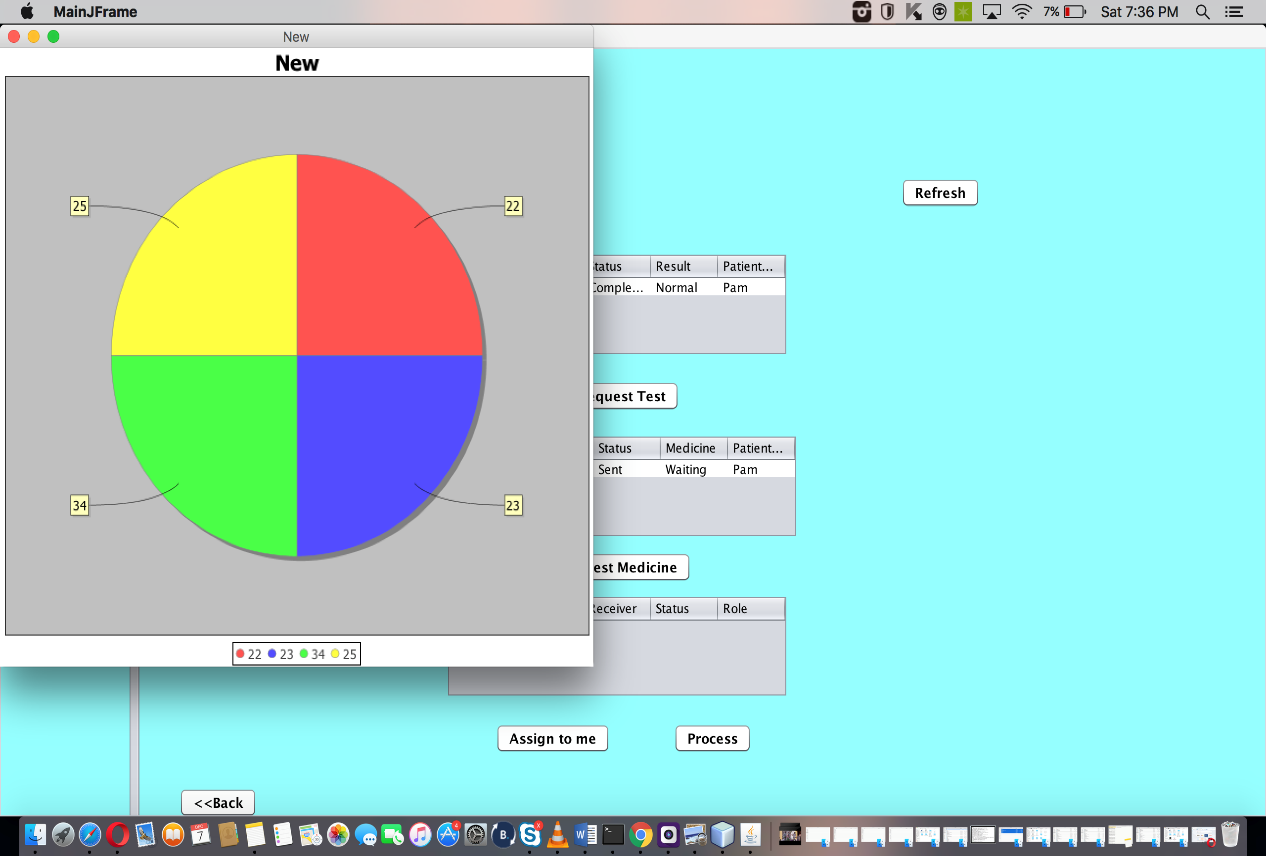 MainJFrame 7% Sat 7:36 PM
New
New
25 22
34 23
22 23 34 25
Refresh
tatus Result Patient...
Comple... Normal Pam
quest Test
Status Medicine Patient...
Sent Waiting Pam
est Medicine
Receiver Status Role
Assign to me Process
<<Back
7